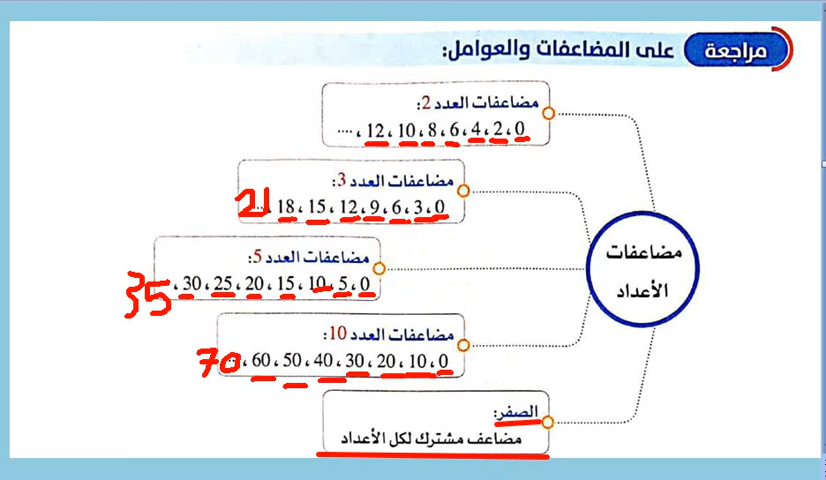 مراجعة على المضاعفات والعوامل:
مضاعفات العدد 2:
0، 2، 4، 6، 8، 10، 12، ....
مضاعفات العدد 3:
0، 3، 6، 9، 12، 15، 18، 21
مضاعفات العدد 5:
0، 5، 10، 15، 20، 25، 30، 35
مضاعفات العدد 10:
0، 10، 20، 30، 40، 50، 60، 70
الصفر:
مضاعف مشترك لكل الأعداد
مضاعفات
الأعداد